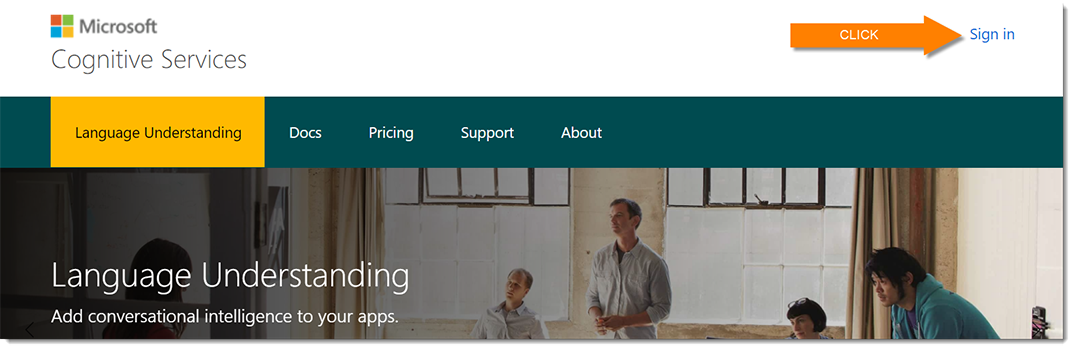 Microsoft
Cognitive Services
CLICK
Sign in
Language Understanding
Docs
Pricing
Support
About
Language Understanding
Add conversational intelligence to your apps.